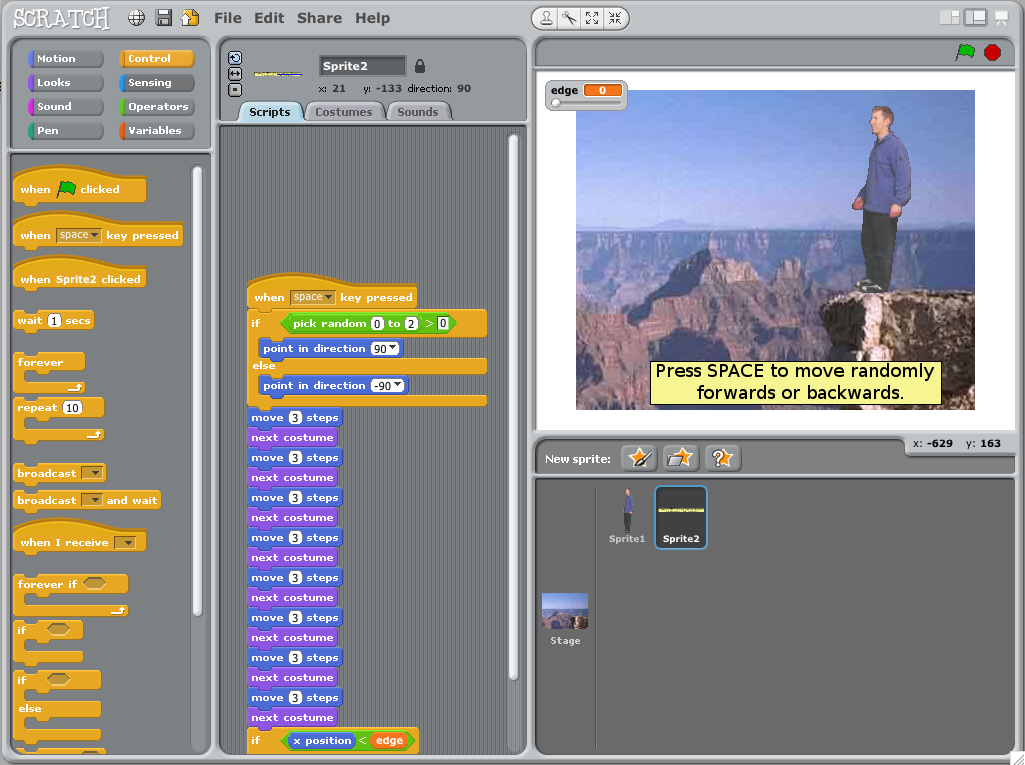 SCRATCH File Edit Share Help
Motion Control
Looks Sensing
Sound Operators
Pen Variables
Sprite2
x: 21 y: -133 direction: 90
Scripts Costumes Sounds
when clicked
when space key pressed
when Sprite2 clicked
wait 1 secs
forever
repeat 10
broadcast
broadcast and wait
when I receive
forever if
if
if
else
when space key pressed
if pick random 0 to 2 > 0
point in direction 90
else
point in direction -90
move 3 steps
next costume
move 3 steps
next costume
move 3 steps
next costume
move 3 steps
next costume
move 3 steps
next costume
move 3 steps
next costume
move 3 steps
next costume
move 3 steps
next costume
if x position < edge
edge 0
Press SPACE to move randomly
forwards or backwards.
x: -629 y: 163
New sprite:
Sprite1 Sprite2
Stage